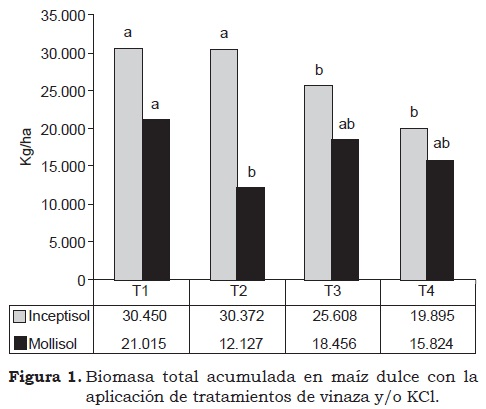 35.000
30.000
25.000
20.000
15.000
10.000
5.000
0
Kg/ha
a
a
a
b
b
ab
b
ab
T1 T2 T3 T4
Inceptisol 30.450 30.372 25.608 19.895
Mollisol 21.015 12.127 18.456 15.824
Figura 1. Biomasa total acumulada en maíz dulce con la
aplicación de tratamientos de vinaza y/o KCl.